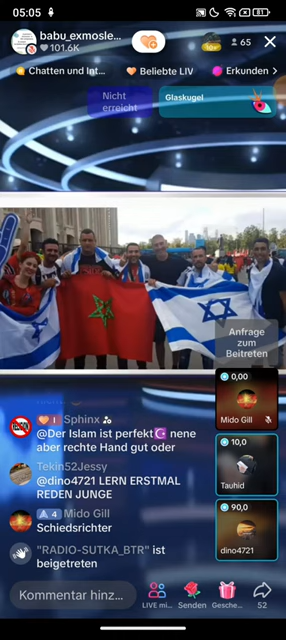 05:05
81
babu_exmosle...
101.6K
65
Chatten und Int...
Beliebte LIV
Erkunden >
Nicht
erreicht
Glaskugel
Anfrage
zum
Beitreten
0,00
Mido Gill
10,0
Tauhid
90,0
dino4721
1 Sphinx
@Der Islam ist perfekt☪️ nene
aber rechte Hand gut oder
Tekin52Jessy
@dino4721 LERN ERSTMAL
REDEN JUNGE
4 Mido Gill
Schiedsrichter
"RADIO-SUTKA_BTR" ist
beigetreten
Kommentar hinz...
LIVE mi...
Senden
Gesche...
52